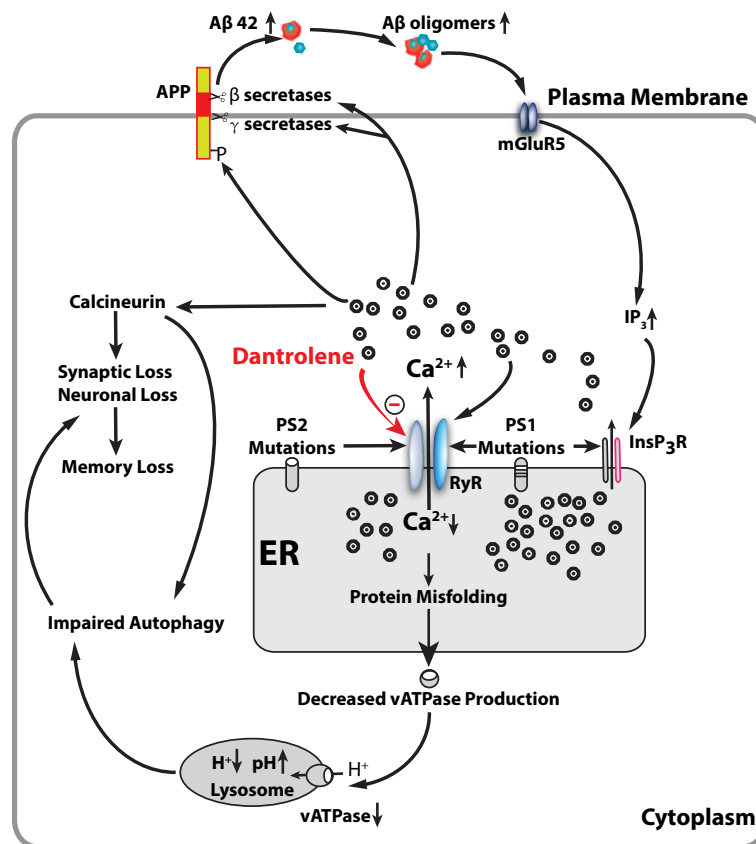 Aβ 42 ↑
Aβ oligomers ↑
APP
β secretases
γ secretases
P
Plasma Membrane
mGluR5
Calcineurin
IP₃↑
Synaptic Loss
Neuronal Loss
Memory Loss
Dantrolene
Ca²⁺↑
−
PS2
Mutations
PS1
Mutations
InsP₃R
RyR
Ca²⁺↓
ER
Protein Misfolding
Impaired Autophagy
Decreased vATPase Production
H⁺↓ pH↑
H⁺
Lysosome
vATPase↓
Cytoplasm